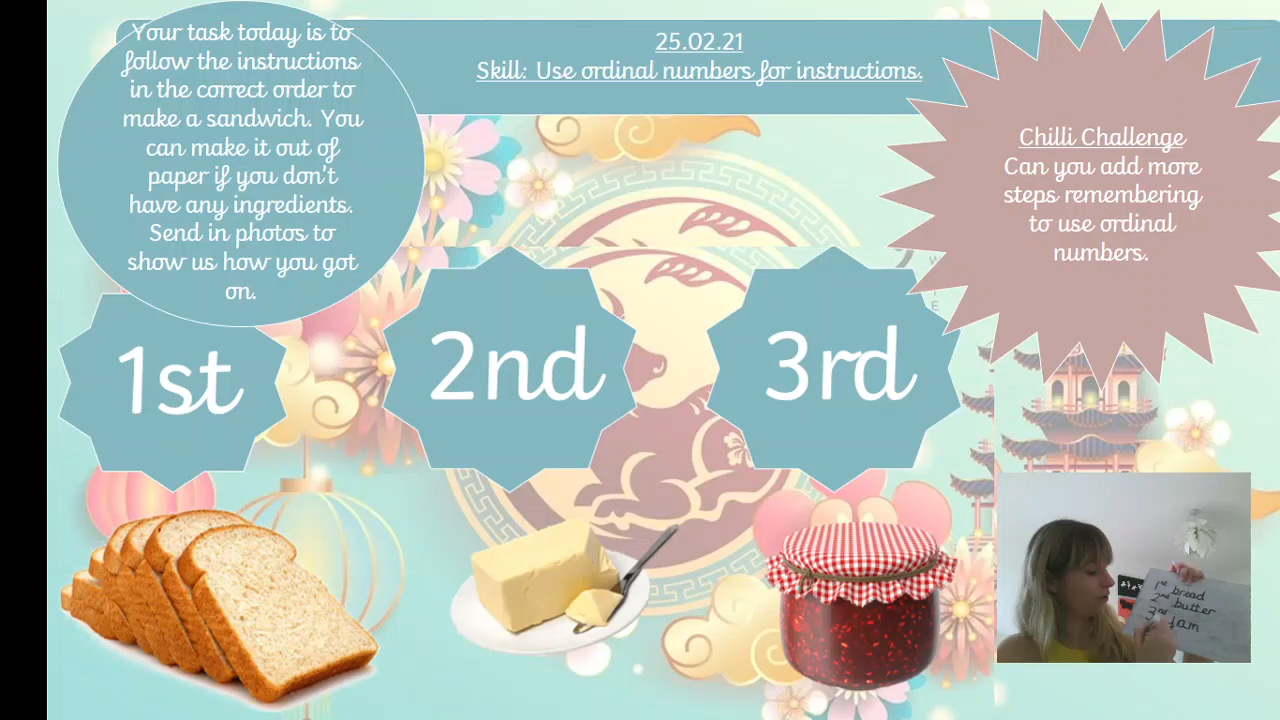 Your task today is to
follow the instructions
in the correct order to
make a sandwich. You
can make it out of
paper if you don't
have any ingredients.
Send in photos to
show us how you got
on.
25.02.21
Skill: Use ordinal numbers for instructions.
Chilli Challenge
Can you add more
steps remembering
to use ordinal
numbers.
1st
2nd
3rd
1st bread
2nd butter
3rd Jam